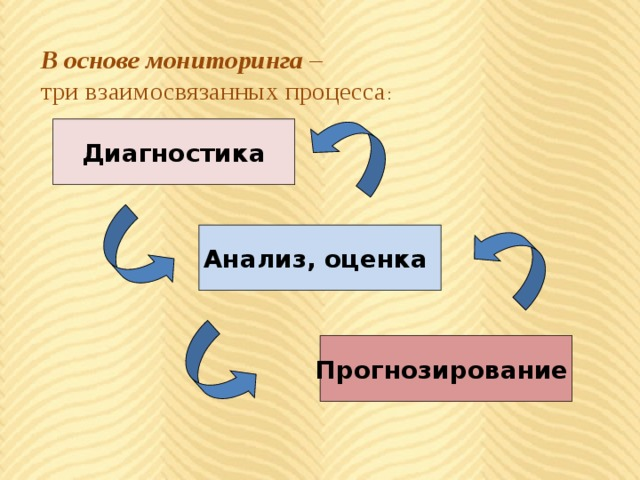 В основе мониторинга –
три взаимосвязанных процесса:
Диагностика
Анализ, оценка
Прогнозирование